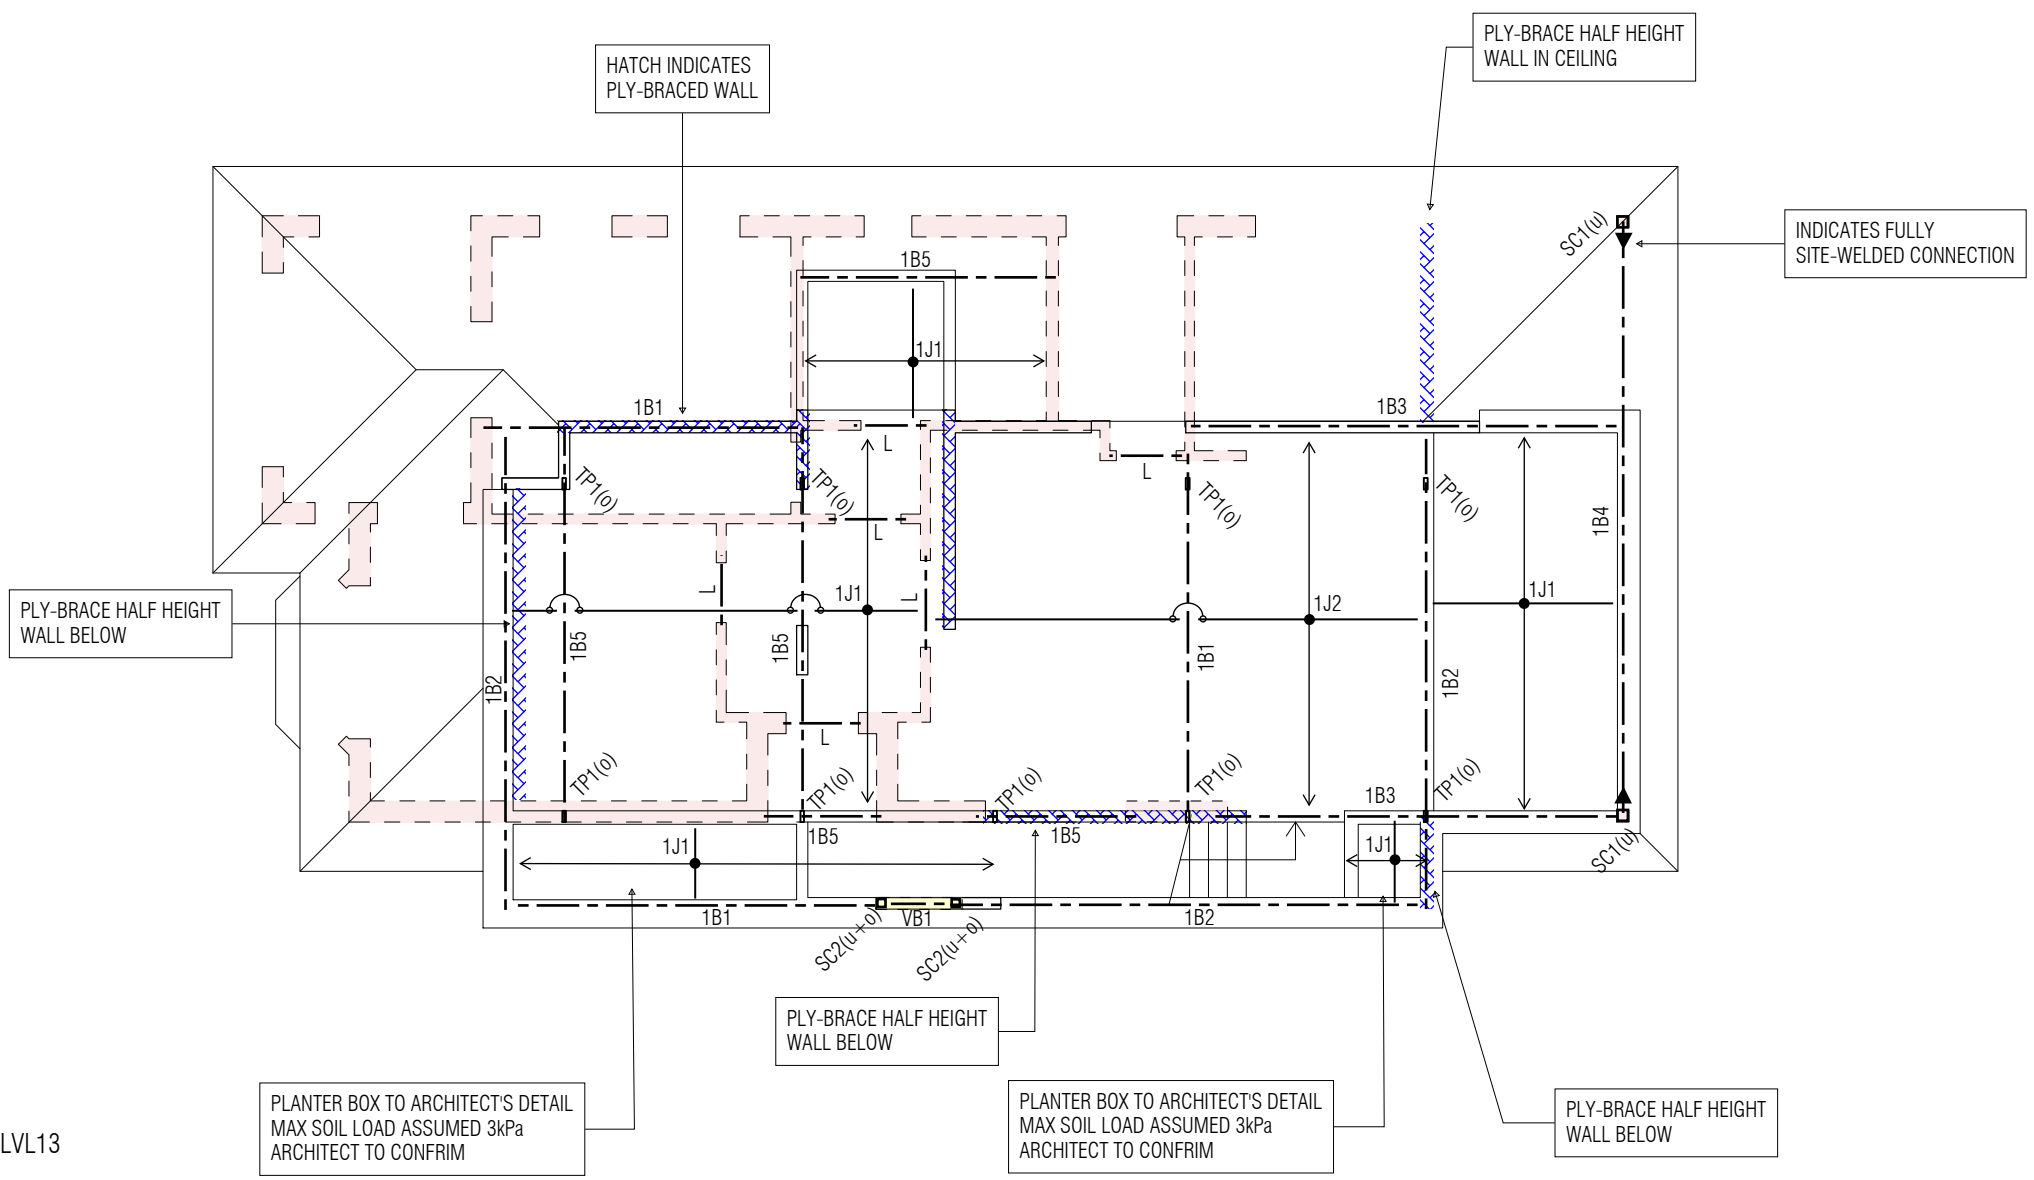 PLY-BRACE HALF HEIGHT
WALL IN CEILING
HATCH INDICATES
PLY-BRACED WALL
SC1(u)
INDICATES FULLY
SITE-WELDED CONNECTION
1B5
1J1
1B1
1B3
L
L
TP1(o)
TP1(o)
TP1(o)
TP1(o)
1B4
L
L
1J1
L
1J2
1J1
PLY-BRACE HALF HEIGHT
WALL BELOW
1B5
1B5
1B1
1B2
1B2
L
TP1(o)
TP1(o)
TP1(o)
TP1(o)
TP1(o)
1B3
1J1
1B5
1B5
1J1
SC1(u)
1B1
VB1
1B2
SC2(u+o)
SC2(u+o)
PLY-BRACE HALF HEIGHT
WALL BELOW
PLANTER BOX TO ARCHITECT'S DETAIL
MAX SOIL LOAD ASSUMED 3kPa
ARCHITECT TO CONFRIM
PLANTER BOX TO ARCHITECT'S DETAIL
MAX SOIL LOAD ASSUMED 3kPa
ARCHITECT TO CONFRIM
PLY-BRACE HALF HEIGHT
WALL BELOW
LVL13